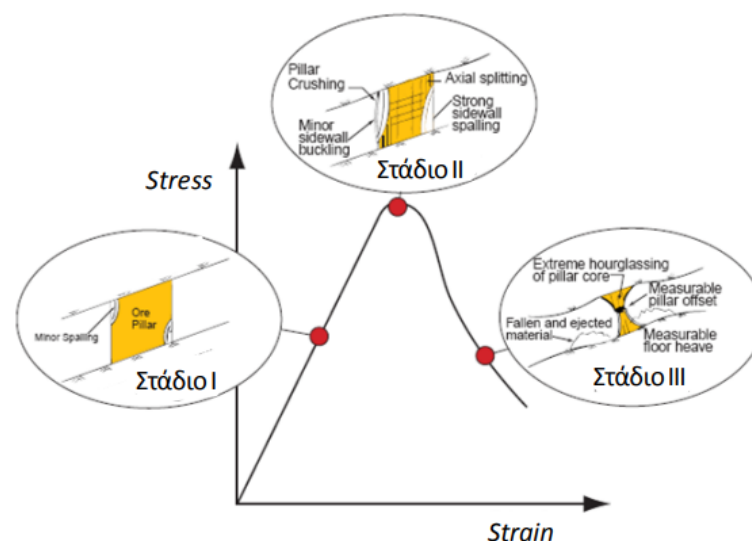 Pillar
Crushing
Axial splitting
Minor
sidewall
buckling
Strong
sidewall
spalling
Στάδιο II
Stress
Minor Spalling
Ore
Pillar
Στάδιο I
Extreme hourglassing
of pillar core
Measurable
pillar offset
Fallen and ejected
material
Measurable
floor heave
Στάδιο III
Strain